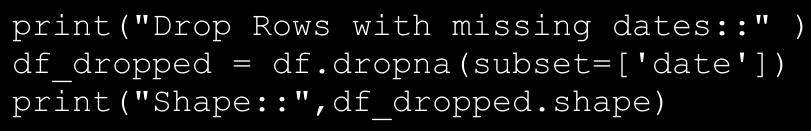 print("Drop Rows with missing dates::" )
df_dropped = df.dropna(subset=['date'])
print("Shape::",df_dropped.shape)